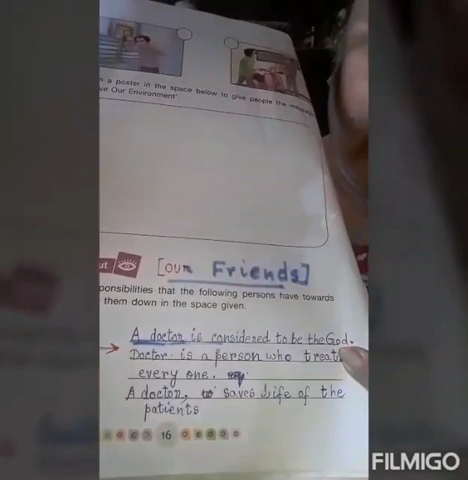 a poster in the space below to give people the message
ve Our Environment'.
ut
[our Friends]
ponsibilities that the following persons have towards
them down in the space given.
A doctor is considered to be the God.
Doctor is a person who treats
every one.
A doctor, saves life of the
patients
16
FILMIGO